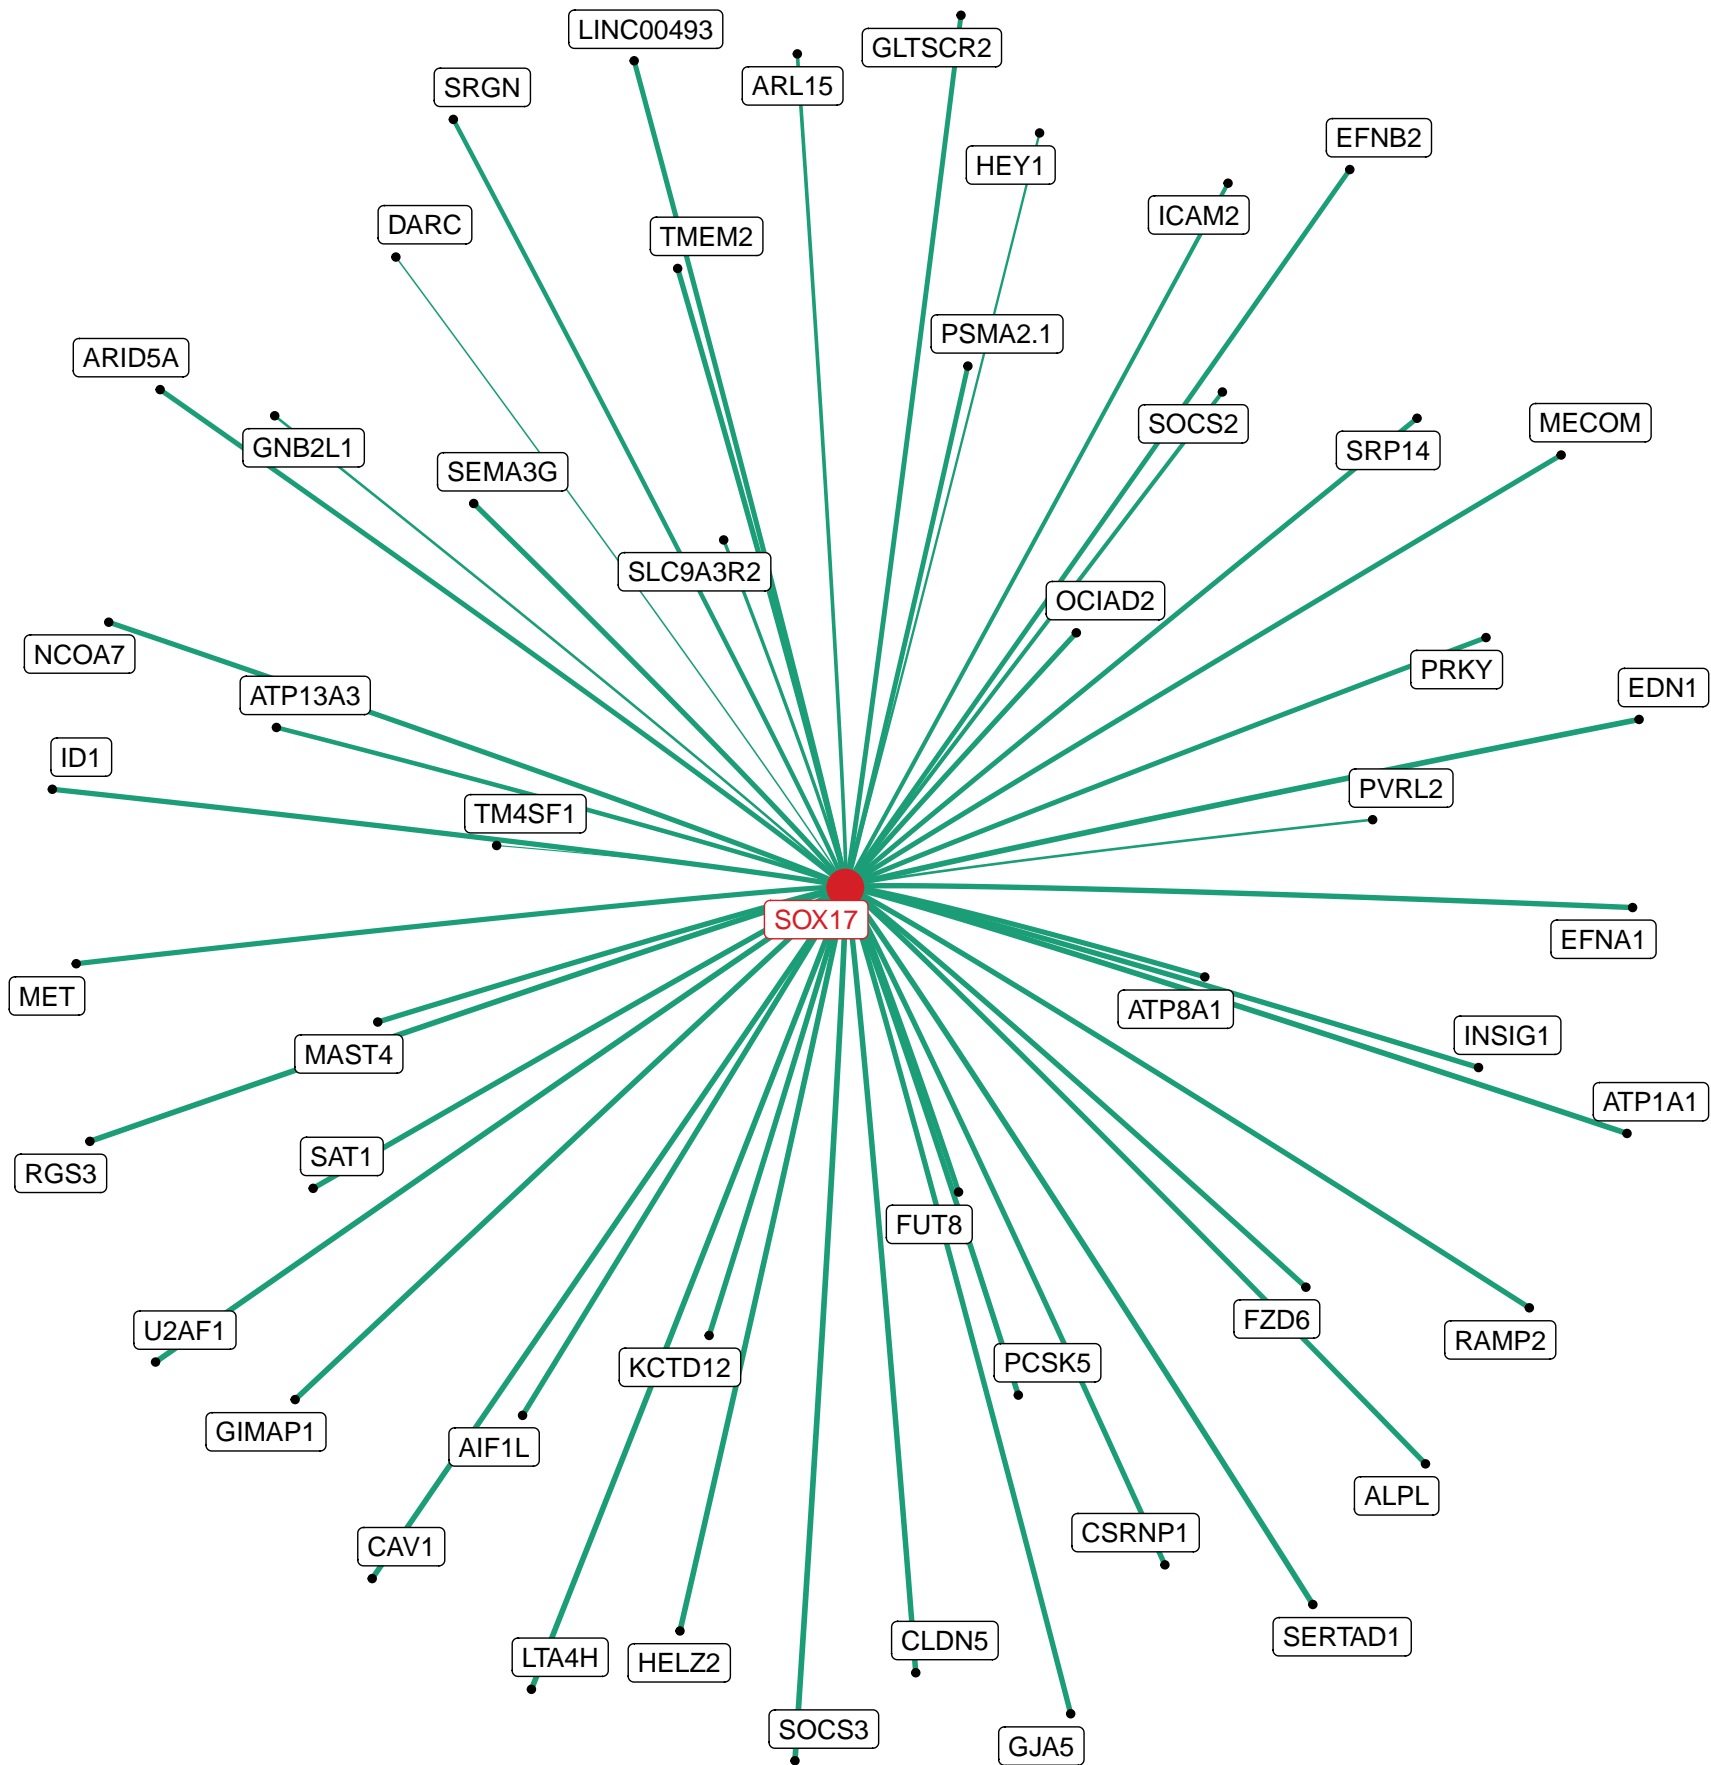 LINC00493
GLTSCR2
ARL15
SRGN
EFNB2
HEY1
ICAM2
DARC
TMEM2
PSMA2.1
ARID5A
MECOM
SOCS2
GNB2L1
SRP14
SEMA3G
SLC9A3R2
OCIAD2
NCOA7
PRKY
EDN1
ATP13A3
ID1
PVRL2
TM4SF1
SOX17
EFNA1
MET
ATP8A1
INSIG1
MAST4
ATP1A1
SAT1
RGS3
FUT8
FZD6
U2AF1
RAMP2
PCSK5
KCTD12
GIMAP1
AIF1L
ALPL
CSRNP1
CAV1
SERTAD1
CLDN5
LTA4H
HELZ2
SOCS3
GJA5